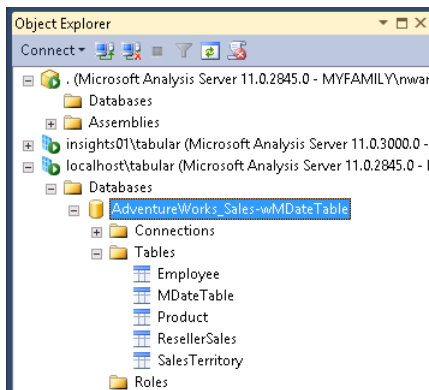 Object Explorer
Connect
. (Microsoft Analysis Server 11.0.2845.0 - MYFAMILY\nwar
Databases
Assemblies
insights01\tabular (Microsoft Analysis Server 11.0.3000.0 -
localhost\tabular (Microsoft Analysis Server 11.0.2845.0 -
Databases
AdventureWorks_Sales-wMDateTable
Connections
Tables
Employee
MDateTable
Product
ResellerSales
SalesTerritory
Roles